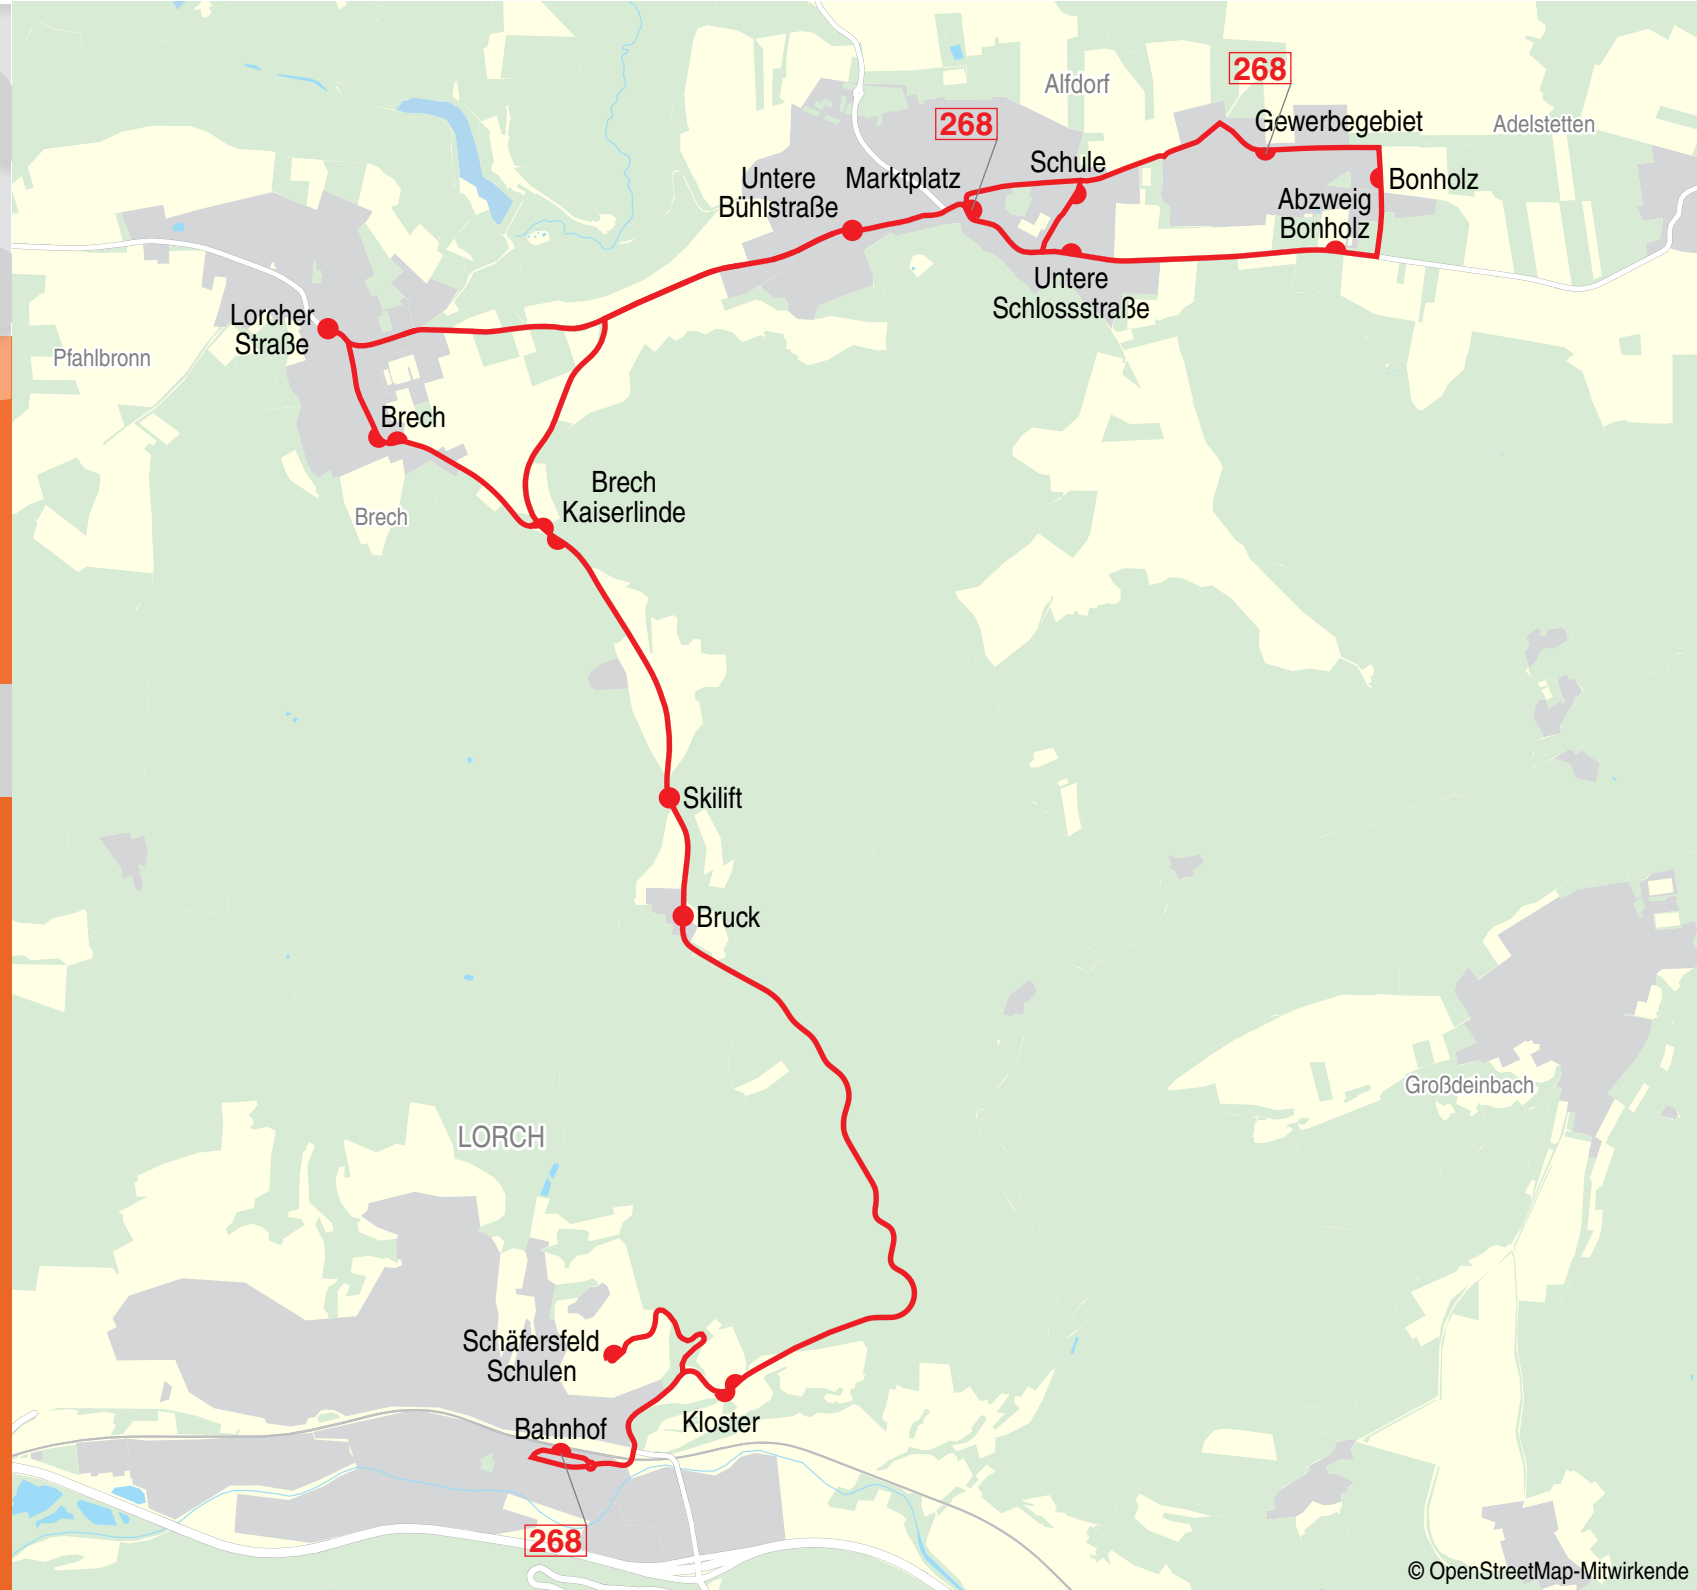 268
Alfdorf
268
Gewerbegebiet
Adelstetten
Schule
Untere
Bühlstraße
Marktplatz
Bonholz
Abzweig
Bonholz
Untere
Schlossstraße
Lorcher
Straße
Pfahlbronn
Brech
Brech
Kaiserlinde
Brech
Skilift
Bruck
Großdeinbach
LORCH
Schäfersfeld
Schulen
Kloster
Bahnhof
268
© OpenStreetMap-Mitwirkende